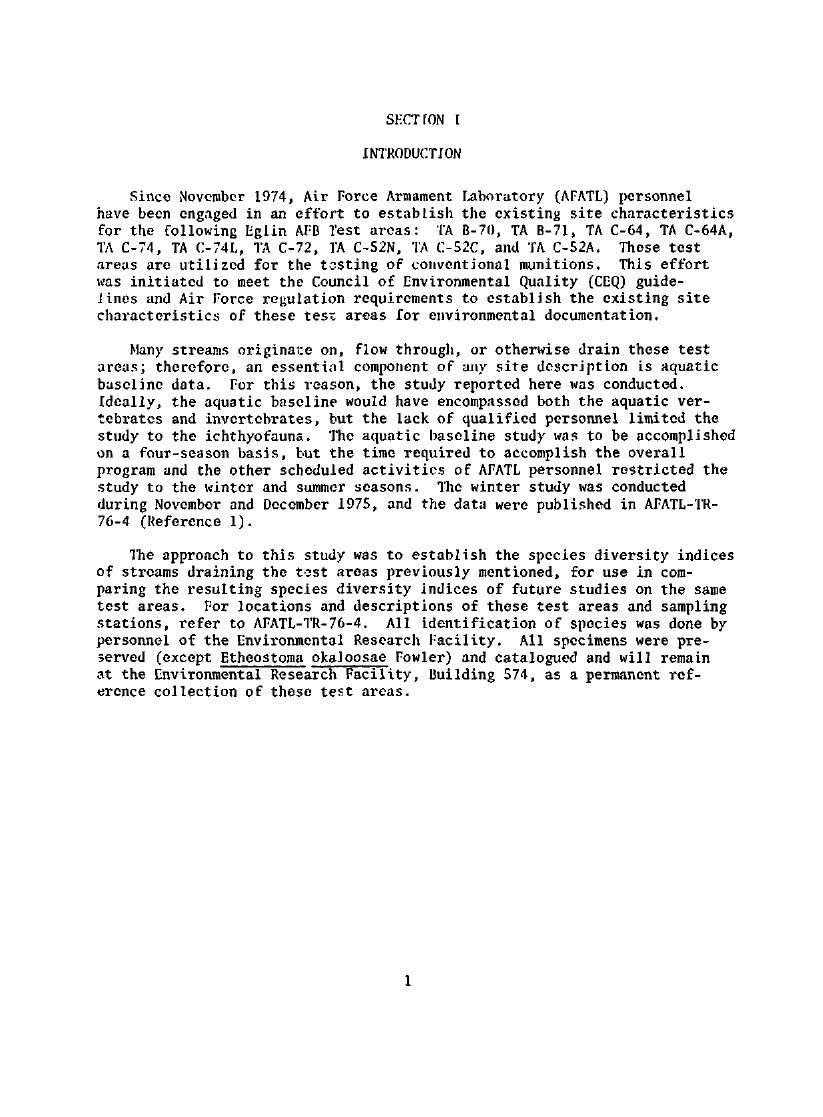 SECTION I
INTRODUCTION
Since November 1974, Air Force Armament Laboratory (AFATL) personnel
have been engaged in an effort to establish the existing site characteristics
for the following Eglin AFB Test areas: TA B-70, TA B-71, TA C-64, TA C-64A,
TA C-74, TA C-74L, TA C-72, TA C-52N, TA C-52C, and TA C-52A. These test
areas are utilized for the testing of conventional munitions. This effort
was initiated to meet the Council of Environmental Quality (CEQ) guide-
lines and Air Force regulation requirements to establish the existing site
characteristics of these test areas for environmental documentation.
Many streams originate on, flow through, or otherwise drain these test
areas; therefore, an essential component of any site description is aquatic
baseline data. For this reason, the study reported here was conducted.
Ideally, the aquatic baseline would have encompassed both the aquatic ver-
tebrates and invertebrates, but the lack of qualified personnel limited the
study to the ichthyofauna. The aquatic baseline study was to be accomplished
on a four-season basis, but the time required to accomplish the overall
program and the other scheduled activities of AFATL personnel restricted the
study to the winter and summer seasons. The winter study was conducted
during November and December 1975, and the data were published in AFATL-TR-
76-4 (Reference 1).
The approach to this study was to establish the species diversity indices
of streams draining the test areas previously mentioned, for use in com-
paring the resulting species diversity indices of future studies on the same
test areas. For locations and descriptions of these test areas and sampling
stations, refer to AFATL-TR-76-4. All identification of species was done by
personnel of the Environmental Research Facility. All specimens were pre-
served (except Etheostoma okaloosae Fowler) and catalogued and will remain
at the Environmental Research Facility, Building 574, as a permanent ref-
erence collection of these test areas.
1